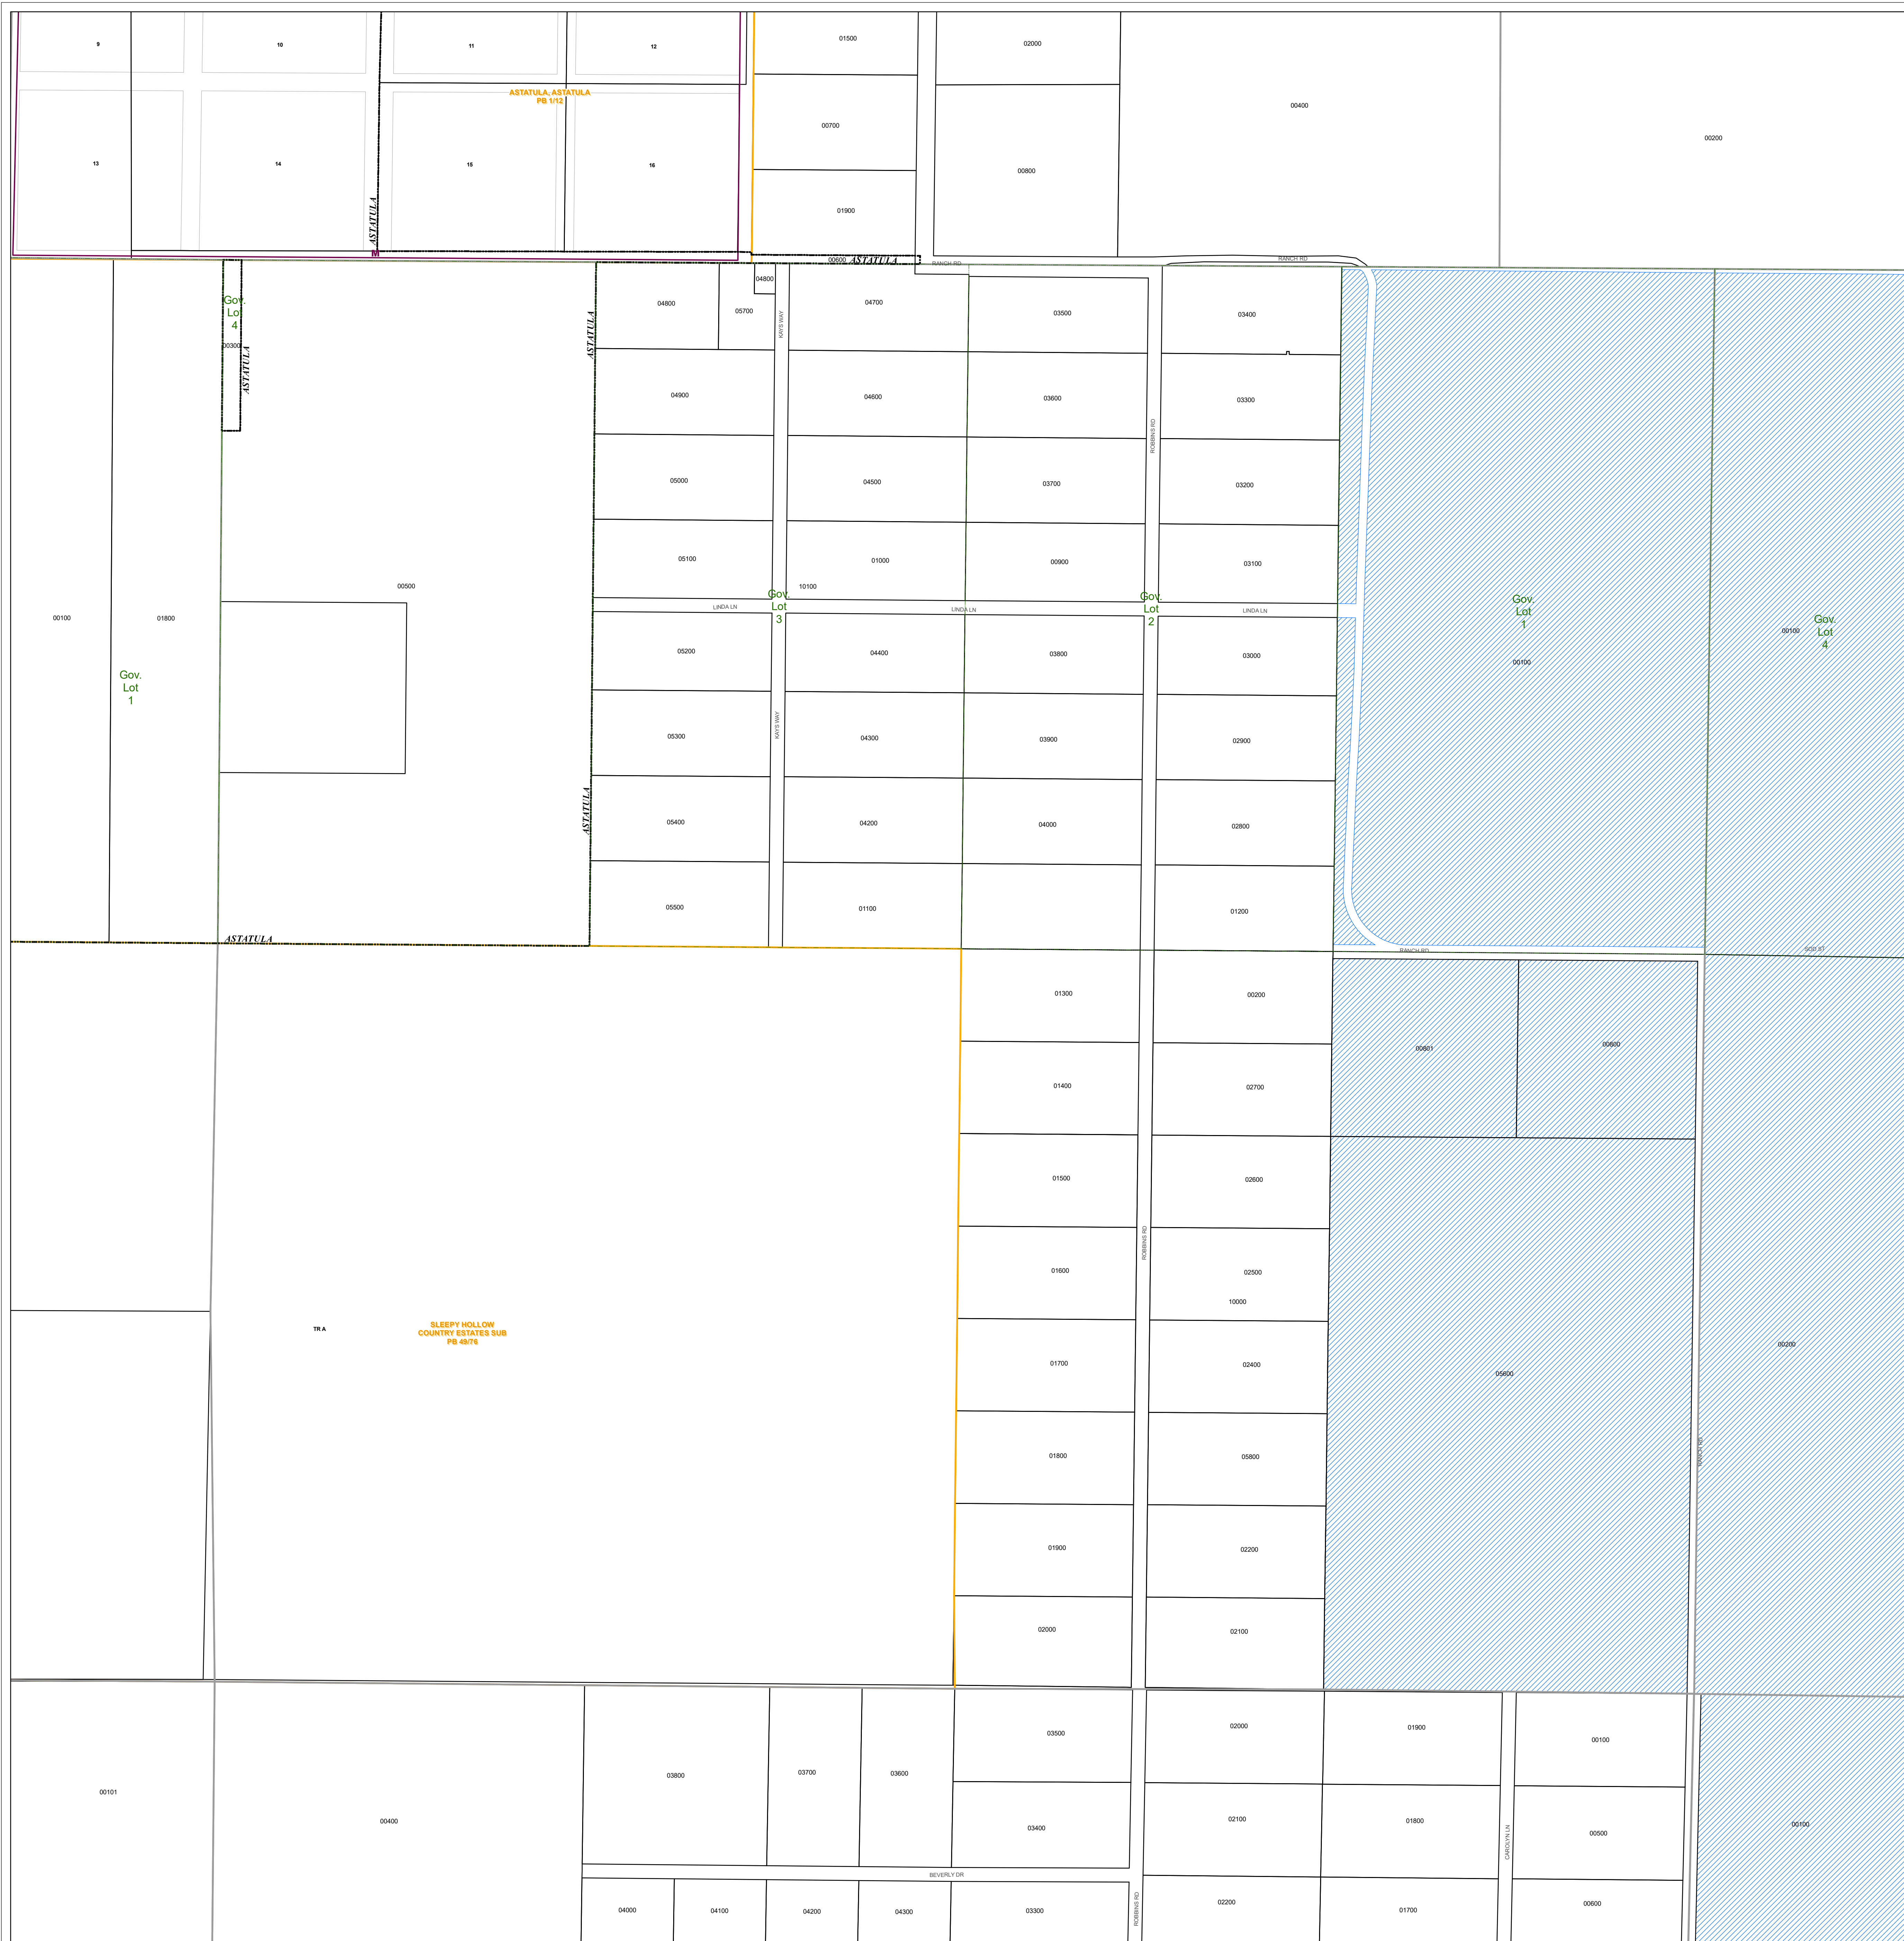 9
10
11
12
01500
02000
ASTATULA, ASTATULA
PB 1/12
00400
00700
00200
13
14
15
16
00800
ASTATULA
01900
M
00600
ASTATULA
RANCH RD
RANCH RD
04800
Gov.
Lot
4
04800
05700
04700
03500
03400
KAYS WAY
ASTATULA
00300
ASTATULA
04900
04600
03600
03300
ROBBINS RD
05000
04500
03700
03200
05100
01000
00900
03100
00500
10100
Gov.
Lot
3
Gov.
Lot
2
Gov.
Lot
1
LINDA LN
LINDA LN
LINDA LN
00100
01800
00100
Gov.
Lot
4
05200
04400
03800
03000
00100
Gov.
Lot
1
KAYS WAY
05300
04300
03900
02900
ASTATULA
05400
04200
04000
02800
05500
01100
01200
ASTATULA
RANCH RD
SOD ST
01300
00200
00801
00800
01400
02700
01500
02600
ROBBINS RD
01600
02500
10000
TR A
SLEEPY HOLLOW
COUNTRY ESTATES SUB
PB 49/76
00200
01700
02400
05600
01800
05800
RANCH RD
01900
02200
02000
02100
03500
02000
01900
00100
03800
03700
03600
00101
00400
03400
02100
01800
00500
00100
CAROLYN LN
BEVERLY DR
04000
04100
04200
04300
03300
ROBBINS RD
02200
01700
00600